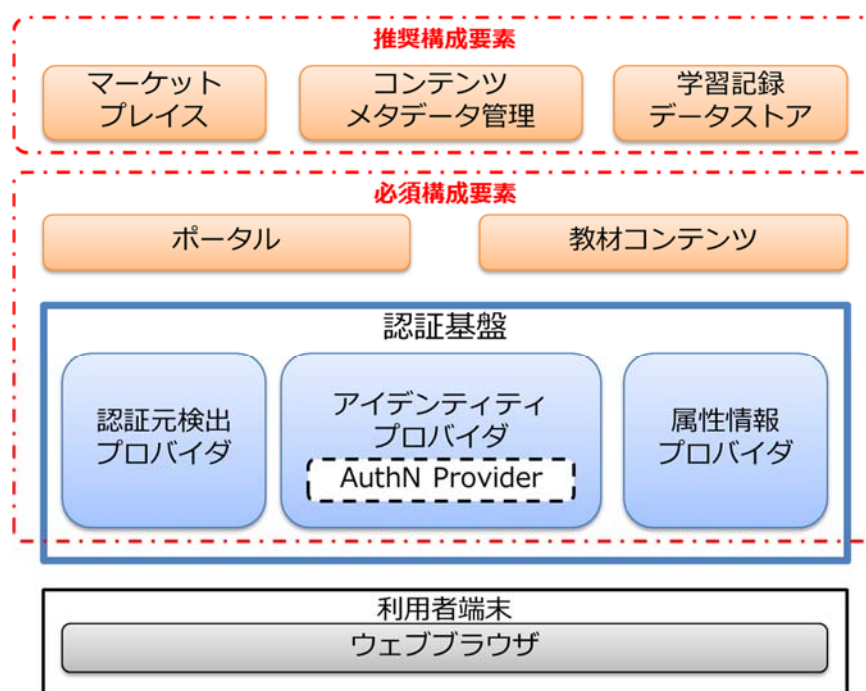 推奨構成要素
マーケット
プレイス
コンテンツ
メタデータ管理
学習記録
データストア
必須構成要素
ポータル
教材コンテンツ
認証基盤
認証元検出
プロバイダ
アイデンティティ
プロバイダ
AuthN Provider
属性情報
プロバイダ
利用者端末
ウェブブラウザ